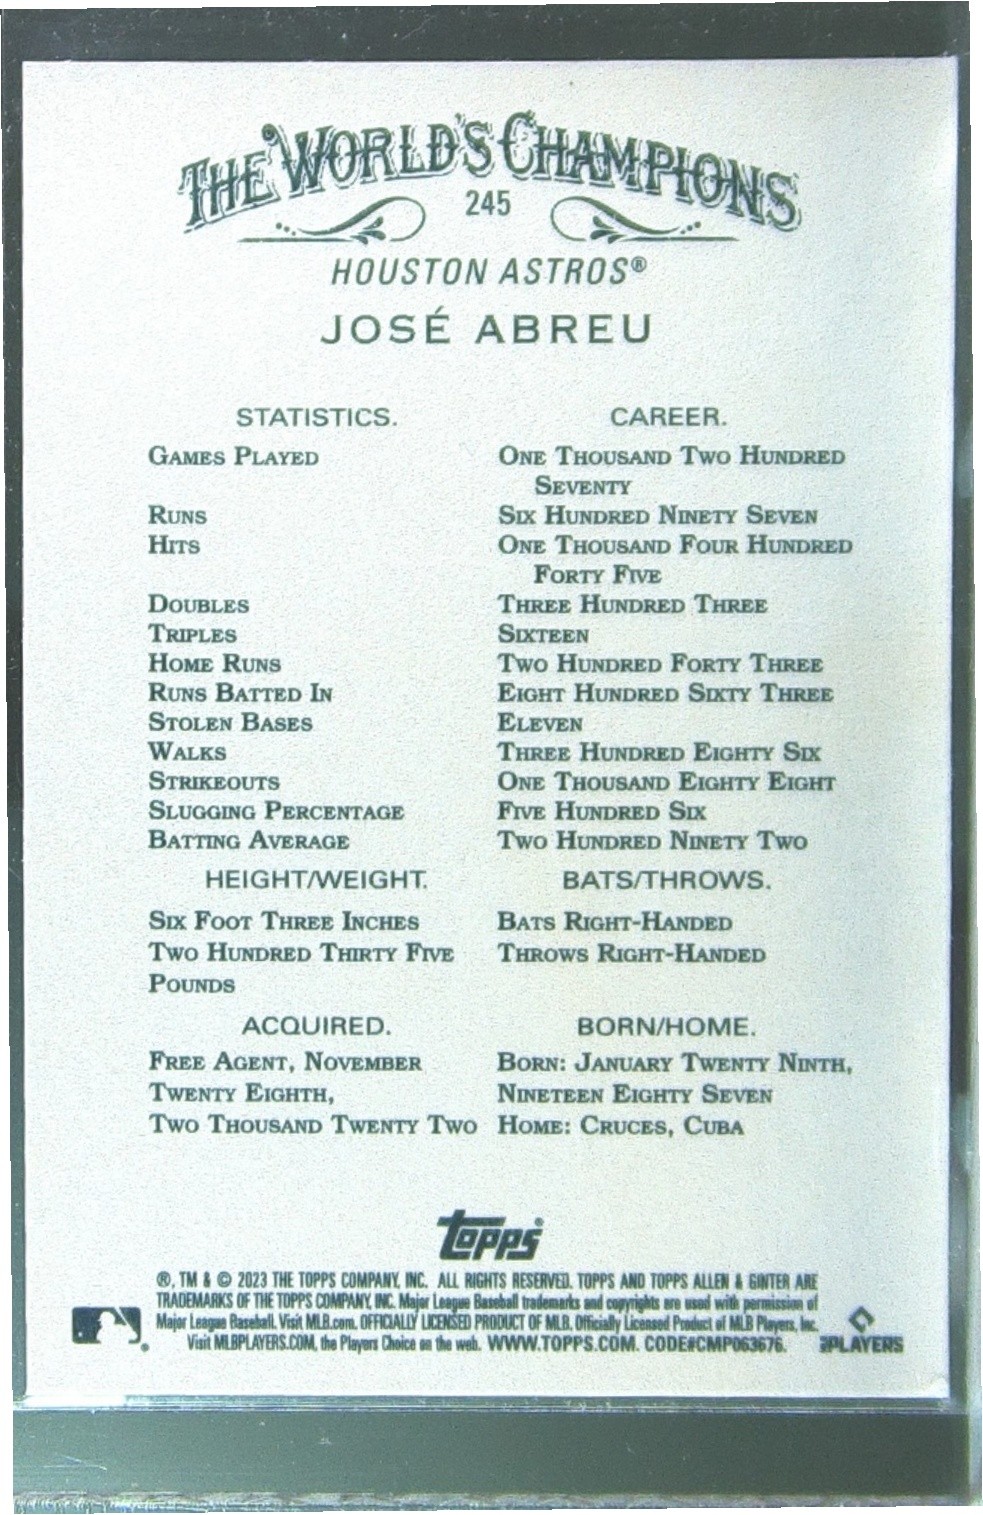 THE WORLD'S CHAMPIONS
245
HOUSTON ASTROS®
JOSÉ ABREU
STATISTICS. CAREER.
GAMES PLAYED ONE THOUSAND TWO HUNDRED
SEVENTY
RUNS SIX HUNDRED NINETY SEVEN
HITS ONE THOUSAND FOUR HUNDRED
FORTY FIVE
DOUBLES THREE HUNDRED THREE
TRIPLES SIXTEEN
HOME RUNS TWO HUNDRED FORTY THREE
RUNS BATTED IN EIGHT HUNDRED SIXTY THREE
STOLEN BASES ELEVEN
WALKS THREE HUNDRED EIGHTY SIX
STRIKEOUTS ONE THOUSAND EIGHTY EIGHT
SLUGGING PERCENTAGE FIVE HUNDRED SIX
BATTING AVERAGE TWO HUNDRED NINETY TWO
HEIGHT/WEIGHT. BATS/THROWS.
SIX FOOT THREE INCHES BATS RIGHT-HANDED
TWO HUNDRED THIRTY FIVE THROWS RIGHT-HANDED
POUNDS
ACQUIRED. BORN/HOME.
FREE AGENT, NOVEMBER BORN: JANUARY TWENTY NINTH,
TWENTY EIGHTH, NINETEEN EIGHTY SEVEN
TWO THOUSAND TWENTY TWO HOME: CRUCES, CUBA
topps®
®, TM & © 2023 THE TOPPS COMPANY, INC. ALL RIGHTS RESERVED. TOPPS AND TOPPS ALLEN & GINTER ARE
TRADEMARKS OF THE TOPPS COMPANY, INC. Major League Baseball trademarks and copyrights are used with permission of
Major League Baseball. Visit MLB.com. OFFICIALLY LICENSED PRODUCT OF MLB. Officially Licensed Product of MLB Players, Inc.
Visit MLBPLAYERS.COM, the Players Choice on the web. WWW.TOPPS.COM. CODE#CMP063676.
PLAYERS